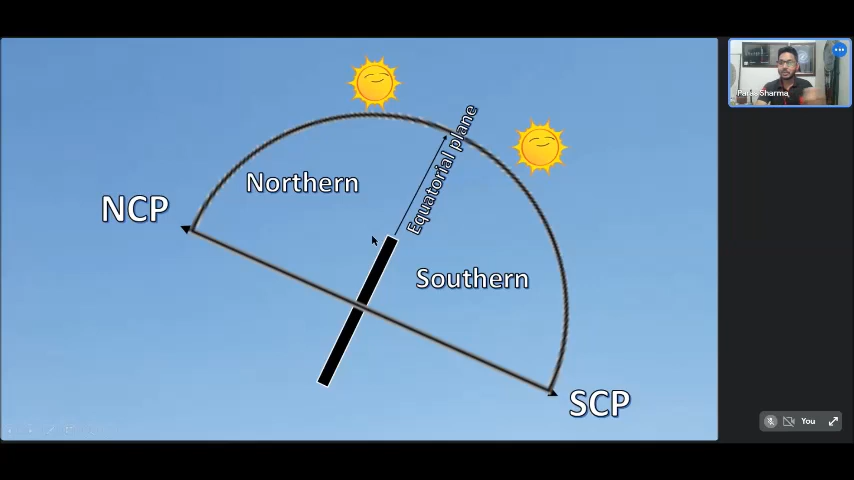 Equatorial plane
Northern
NCP
Southern
SCP
You